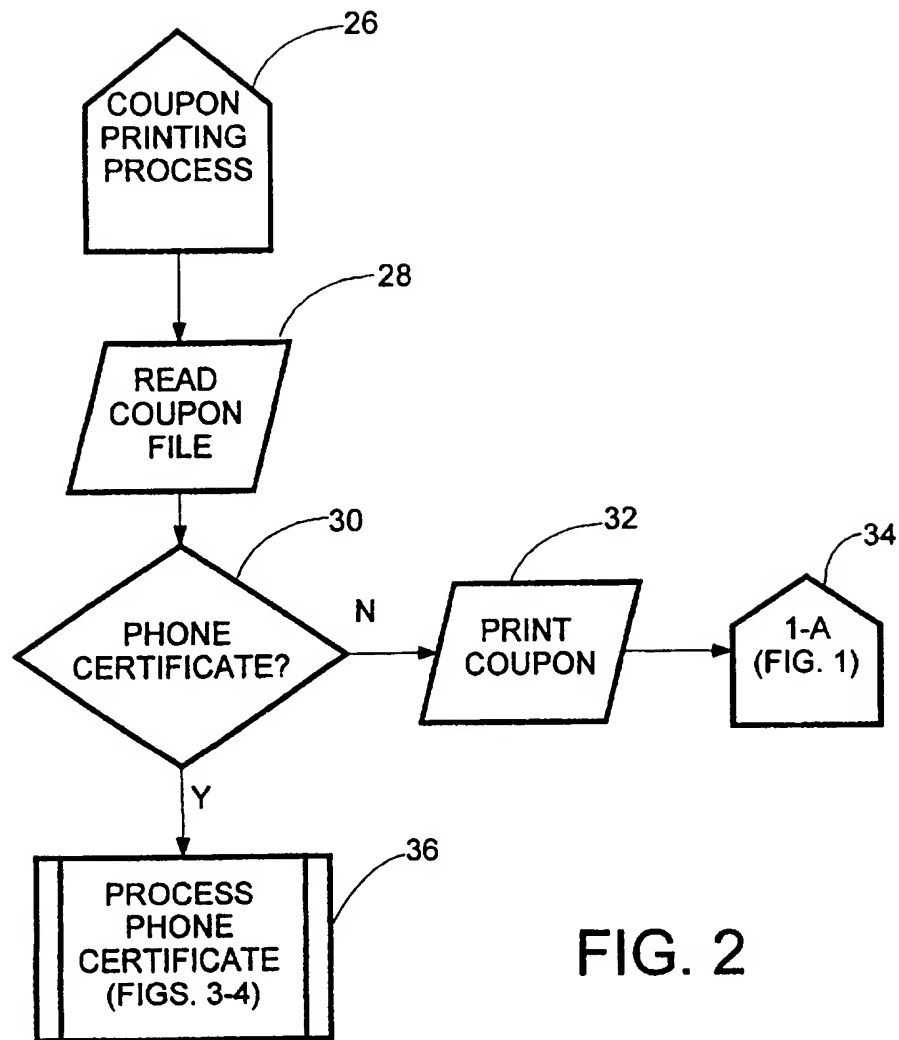 26
COUPON
PRINTING
PROCESS
28
READ
COUPON
FILE
30
PHONE
CERTIFICATE?
N
32
PRINT
COUPON
34
1-A
(FIG. 1)
Y
36
PROCESS
PHONE
CERTIFICATE
(FIGS. 3-4)
FIG. 2